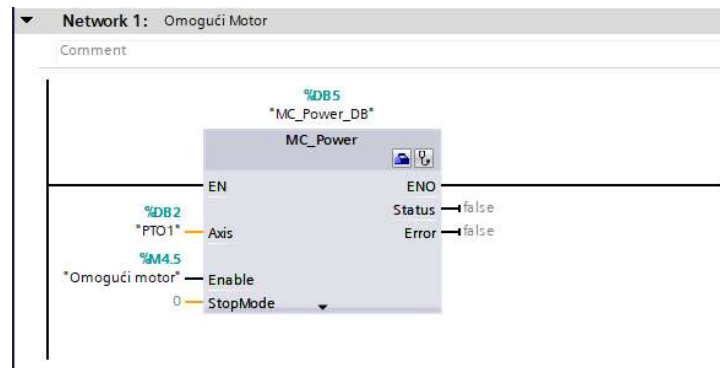 Network 1: Omogući Motor
Comment
%DB5
"MC_Power_DB"
MC_Power
EN ENO
Status false
%DB2
"PTO1" Axis Error false
%M4.5
"Omogući motor" Enable
0 StopMode